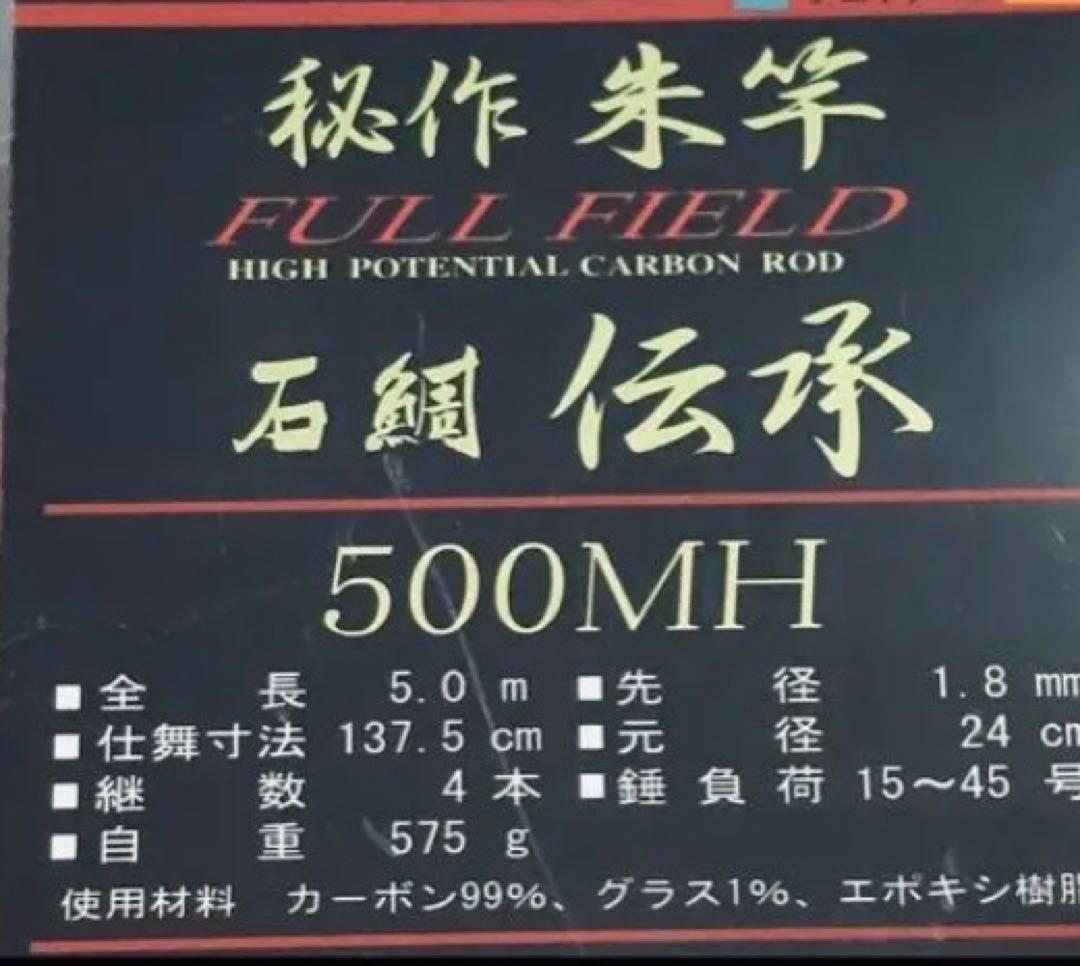 秘作 朱竿
FULL FIELD
HIGH POTENTIAL CARBON ROD
石鯛 伝承
500MH
■全長 5.0 m ■先径 1.8 mm
■仕舞寸法 137.5 cm ■元径 24 cm
■継数 4 本 ■錘負荷 15〜45 号
■自重 575 g
使用材料 カーボン99%、グラス1%、エポキシ樹脂